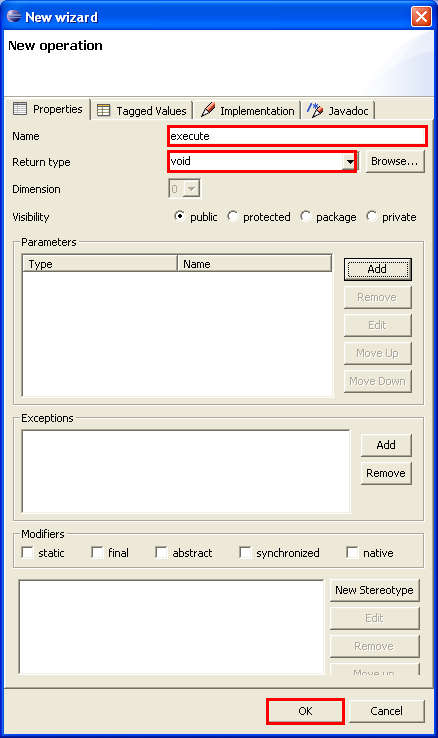 New wizard
New operation
Properties Tagged Values Implementation Javadoc
Name execute
Return type void Browse...
Dimension 0
Visibility public protected package private
Parameters
Type Name
Add
Remove
Edit
Move Up
Move Down
Exceptions
Add
Remove
Modifiers
static final abstract synchronized native
New Stereotype
Edit
Remove
Move up
OK Cancel